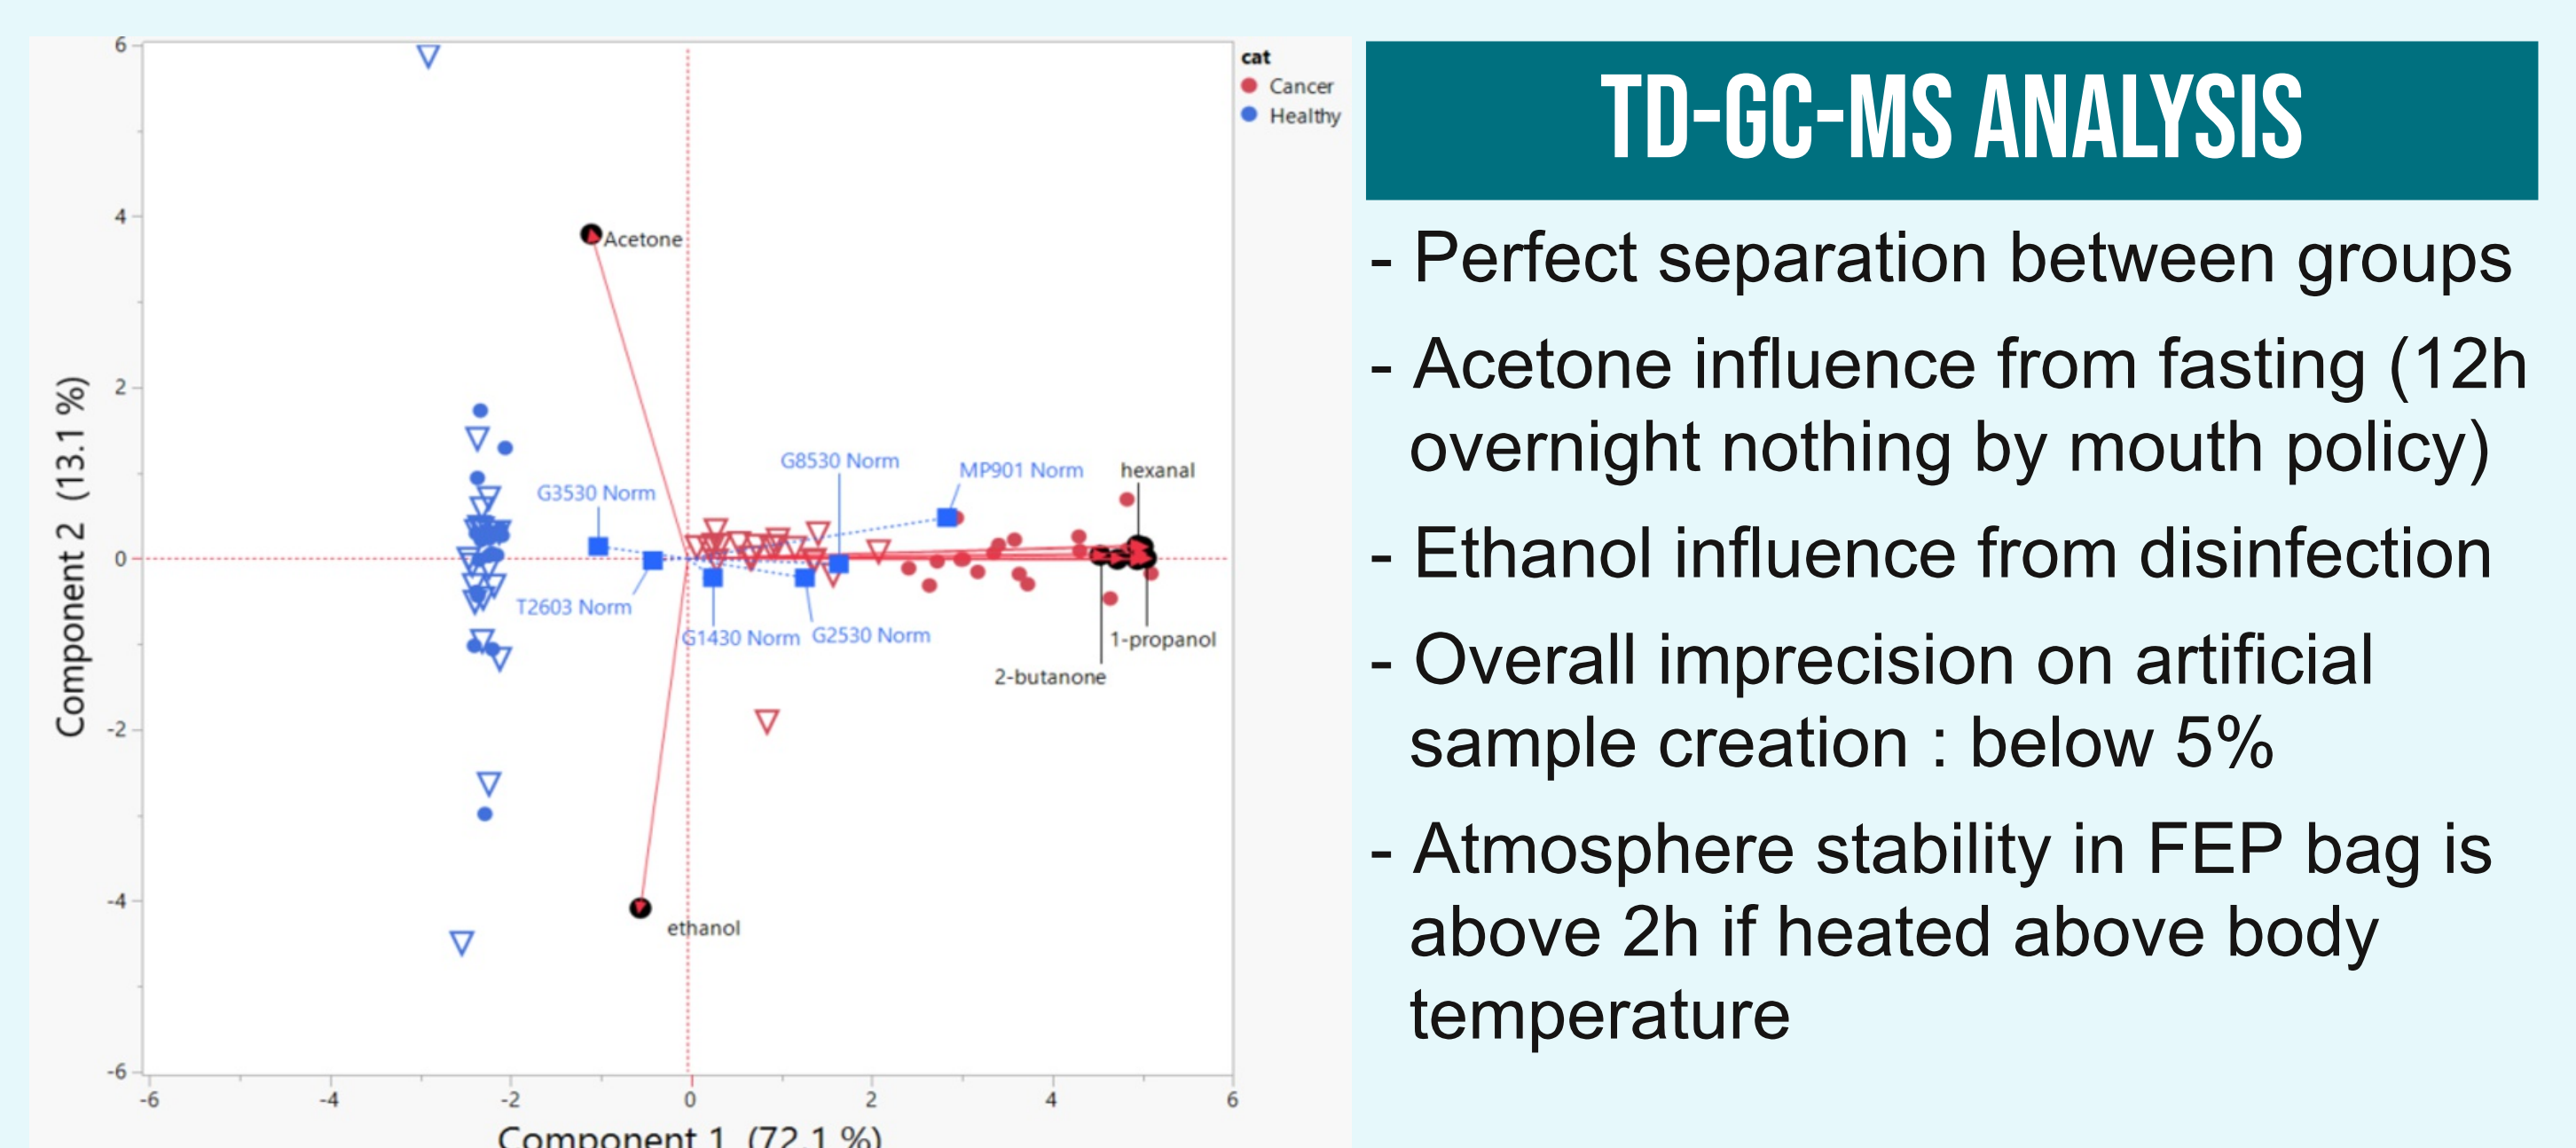 6
4
2
0
-2
-4
-6
Component 2 (13.1 %)
Acetone
G3530 Norm
G8530 Norm
MP901 Norm
hexanal
T2603 Norm
G1430 Norm
G2530 Norm
1-propanol
2-butanone
ethanol
-6 -4 -2 0 2 4 6
Component 1 (72.1 %)
cat
Cancer
Healthy
TD-GC-MS ANALYSIS
- Perfect separation between groups
- Acetone influence from fasting (12h
overnight nothing by mouth policy)
- Ethanol influence from disinfection
- Overall imprecision on artificial
sample creation : below 5%
- Atmosphere stability in FEP bag is
above 2h if heated above body
temperature